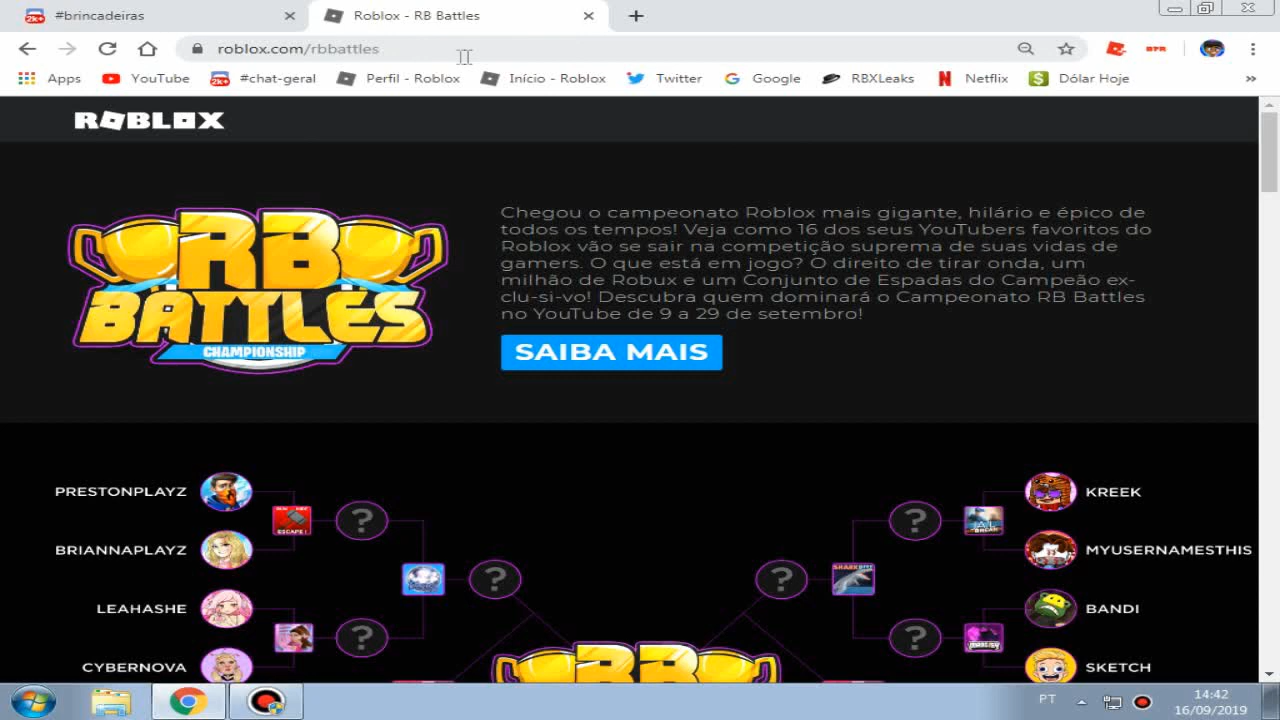 #brincadeiras
Roblox - RB Battles
roblox.com/rbbattles
Apps
YouTube
#chat-geral
Perfil - Roblox
Início - Roblox
Twitter
Google
RBXLeaks
Netflix
Dólar Hoje
ROBLOX
RB
BATTLES
CHAMPIONSHIP
Chegou o campeonato Roblox mais gigante, hilário e épico de
todos os tempos! Veja como 16 dos seus YouTubers favoritos do
Roblox vão se sair na competição suprema de suas vidas de
gamers. O que está em jogo? O direito de tirar onda, um
milhão de Robux e um Conjunto de Espadas do Campeão ex-
clu-si-vo! Descubra quem dominará o Campeonato RB Battles
no YouTube de 9 a 29 de setembro!
SAIBA MAIS
PRESTONPLAYZ
BRIANNAPLAYZ
LEAHASHE
CYBERNOVA
ESCAPE!
?
?
?
KREEK
MYUSERNAMESTHIS
BANDI
SKETCH
?
?
?
SHARKBITE
RB
PT
14:42
16/09/2019